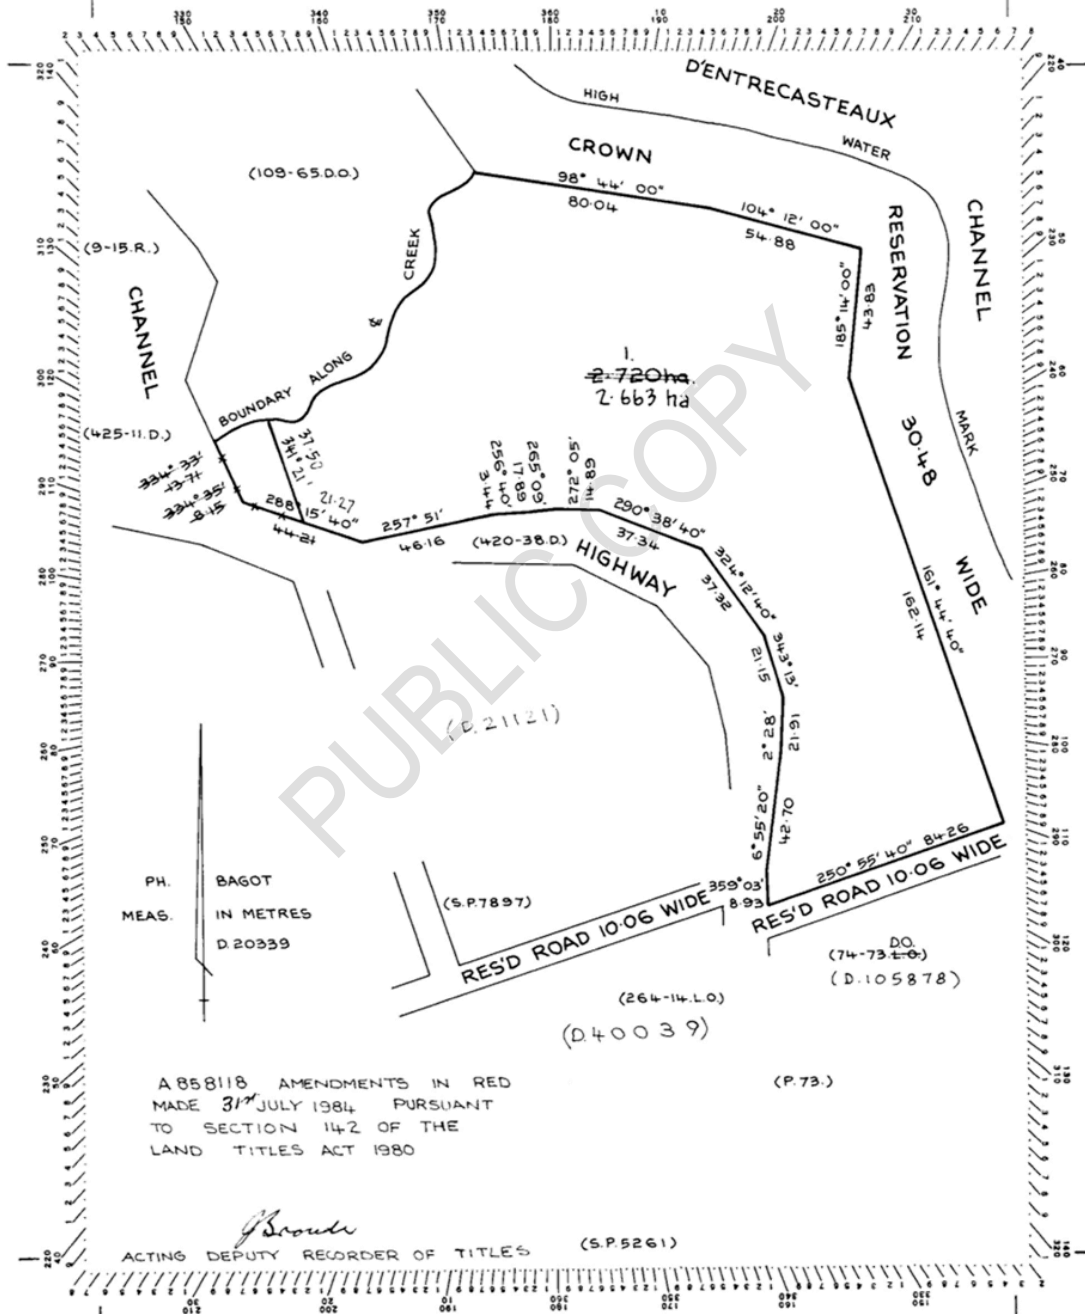 D'ENTRECASTEAUX
HIGH
WATER
CROWN
(109-65.D.O.)
98° 44' 00"
80.04
104° 12' 00"
54.88
CHANNEL
RESERVATION
185° 14' 00"
43.83
(9-15.R.)
CREEK
CHANNEL
&
ALONG
BOUNDARY
1.
2.720ha.
2.663 ha
(425-11.D.)
MARK
30.48
WIDE
37.50
341° 21'
334° 33'
13.71
334° 35'
8.15
21.27
288° 15' 40"
44.21
257° 51'
46.16
3.44
256° 40'
17.89
265° 09'
272° 05'
14.89
290° 38' 40"
37.34
(420-38.D.)
HIGHWAY
324° 12' 40"
37.32
161° 44' 40"
162.14
343° 13'
21.15
2° 28'
21.91
(D.21121)
6° 55' 20"
42.70
PUBLIC COPY
PH. BAGOT
MEAS. IN METRES
D.20339
(S.P.7897)
359° 03'
8.93
250° 55' 40" 84.26
RES'D ROAD 10.06 WIDE
RES'D ROAD 10.06 WIDE
D.O.
(74-73.L.O.)
(D.105878)
(264-14.L.O.)
(D.40039)
(P.73.)
A858118 AMENDMENTS IN RED
MADE 31st JULY 1984 PURSUANT
TO SECTION 142 OF THE
LAND TITLES ACT 1980
ACTING DEPUTY RECORDER OF TITLES
(S.P.5261)